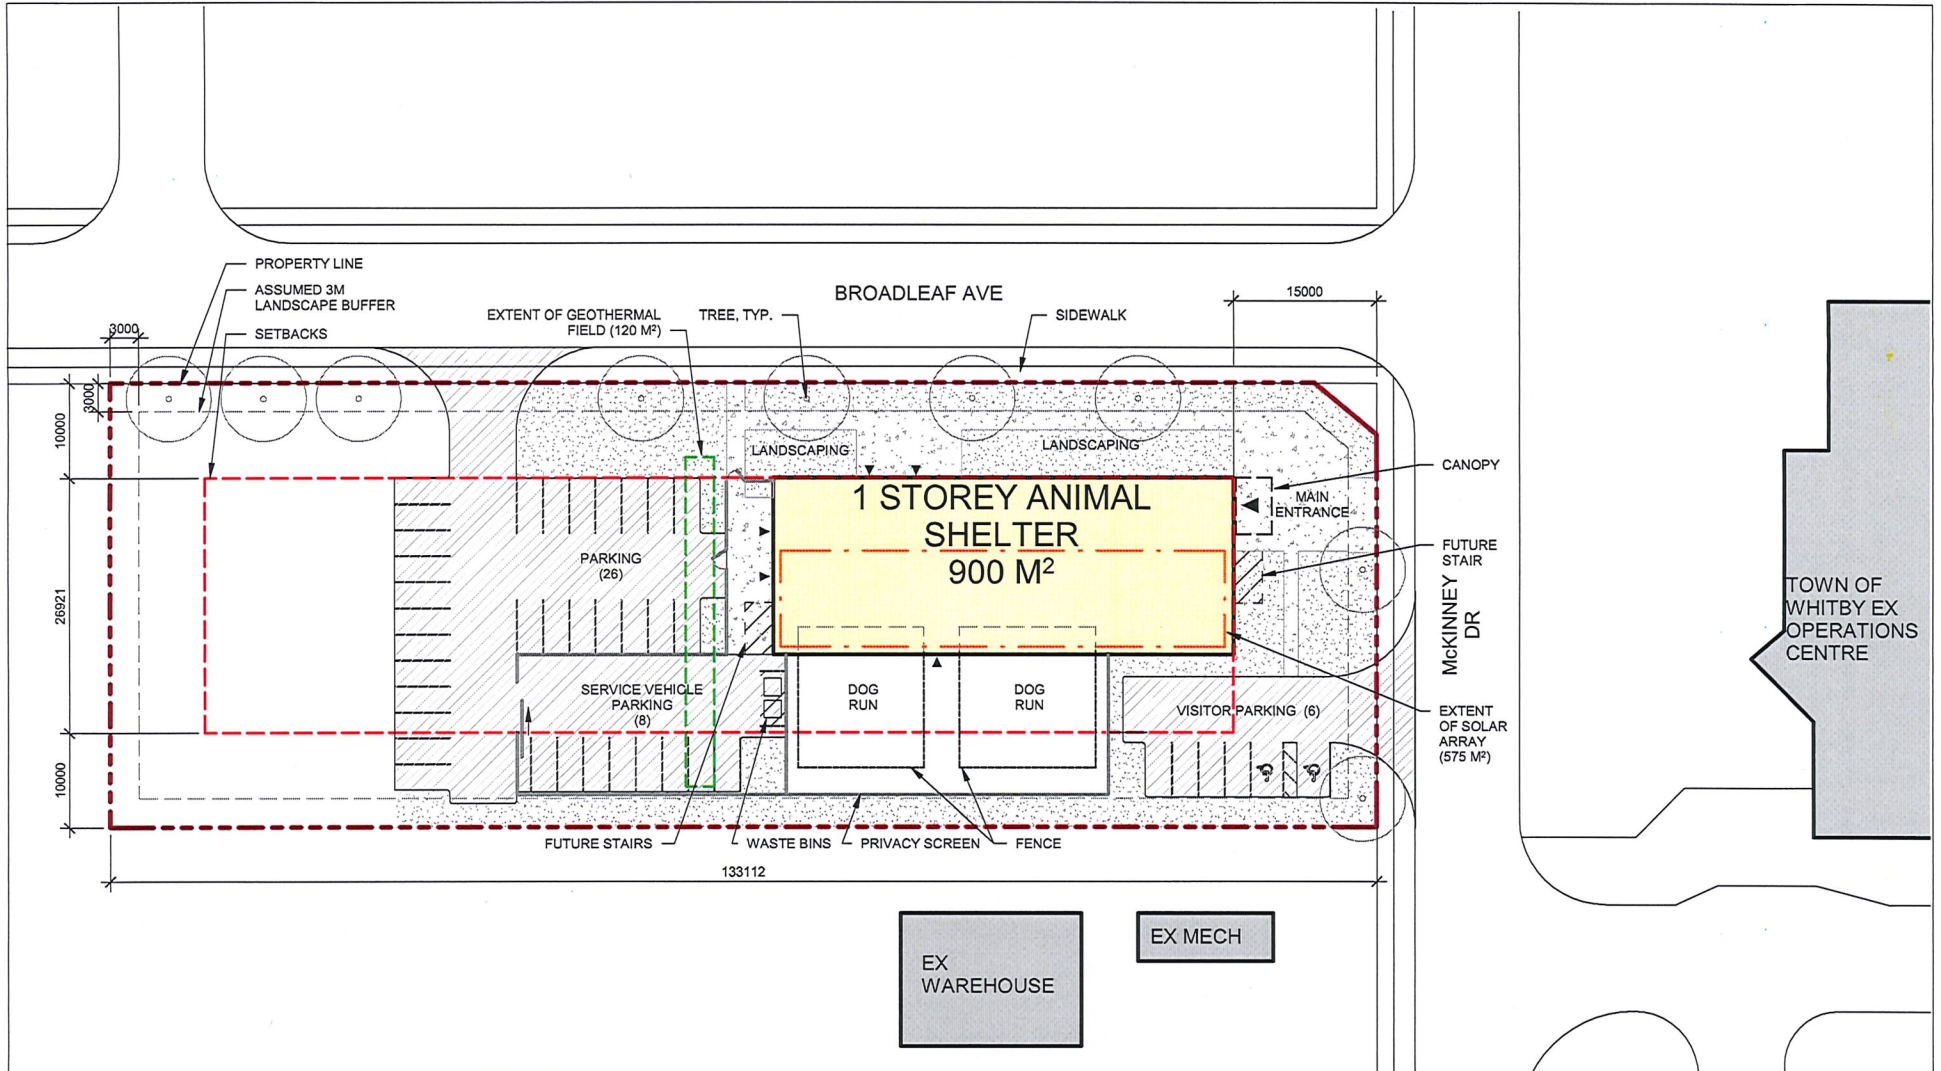 BROADLEAF AVE
PROPERTY LINE
ASSUMED 3M
LANDSCAPE BUFFER
SETBACKS
3000
EXTENT OF GEOTHERMAL
FIELD (120 M²)
TREE, TYP.
SIDEWALK
15000
3000
10000
26921
10000
LANDSCAPING
LANDSCAPING
CANOPY
MAIN
ENTRANCE
1 STOREY ANIMAL
SHELTER
900 M²
PARKING
(26)
FUTURE
STAIR
McKINNEY
DR
TOWN OF
WHITBY EX
OPERATIONS
CENTRE
SERVICE VEHICLE
PARKING
(8)
DOG
RUN
DOG
RUN
VISITOR PARKING (6)
EXTENT
OF SOLAR
ARRAY
(575 M²)
FUTURE STAIRS
WASTE BINS
PRIVACY SCREEN
FENCE
133112
EX
WAREHOUSE
EX MECH